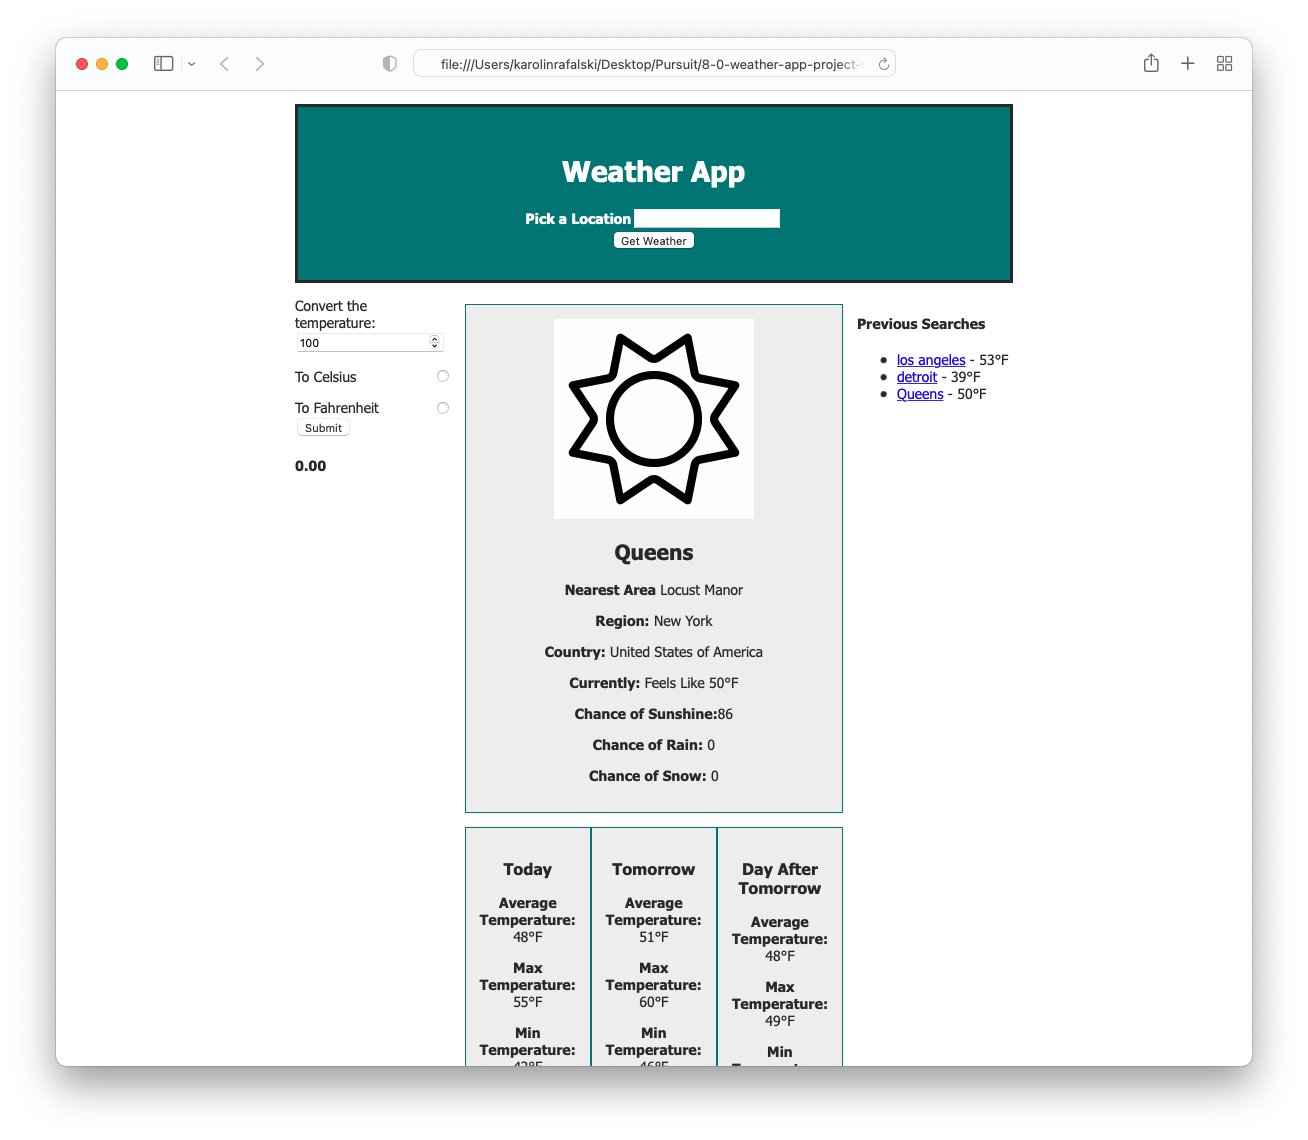 file:///Users/karolinrafalski/Desktop/Pursuit/8-0-weather-app-project-
Weather App
Pick a Location
Get Weather
Convert the
temperature:
100
To Celsius
To Fahrenheit
Submit
0.00
Queens
Nearest Area Locust Manor
Region: New York
Country: United States of America
Currently: Feels Like 50°F
Chance of Sunshine:86
Chance of Rain: 0
Chance of Snow: 0
Previous Searches
los angeles - 53°F
detroit - 39°F
Queens - 50°F
Today
Average
Temperature:
48°F
Max
Temperature:
55°F
Min
Temperature:
Tomorrow
Average
Temperature:
51°F
Max
Temperature:
60°F
Min
Temperature:
Day After
Tomorrow
Average
Temperature:
48°F
Max
Temperature:
49°F
Min